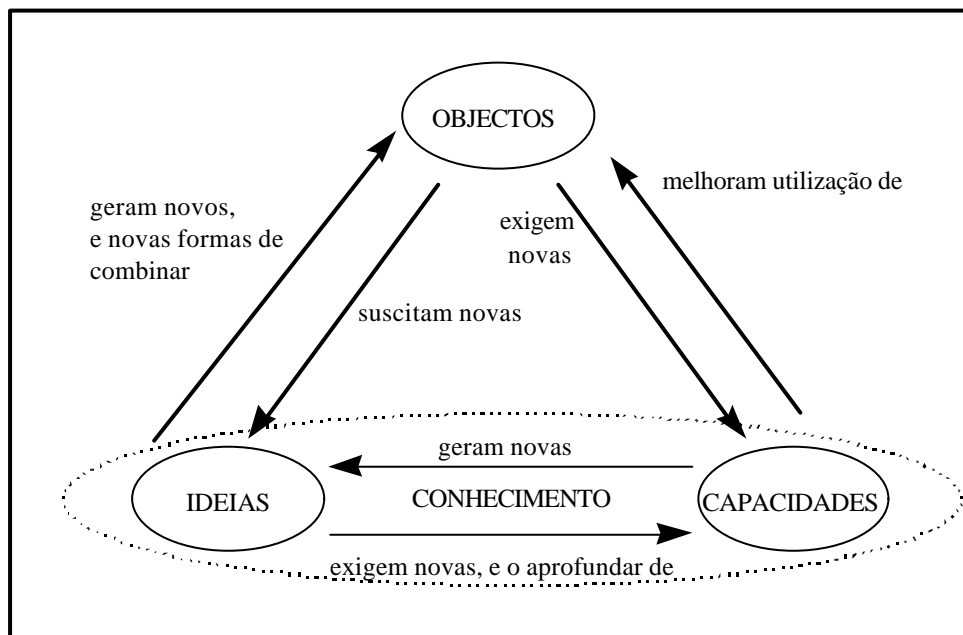 OBJECTOS
melhoram utilização de
geram novos,
e novas formas de
combinar
exigem
novas
suscitam novas
geram novas
IDEIAS
CONHECIMENTO
CAPACIDADES
exigem novas, e o aprofundar de